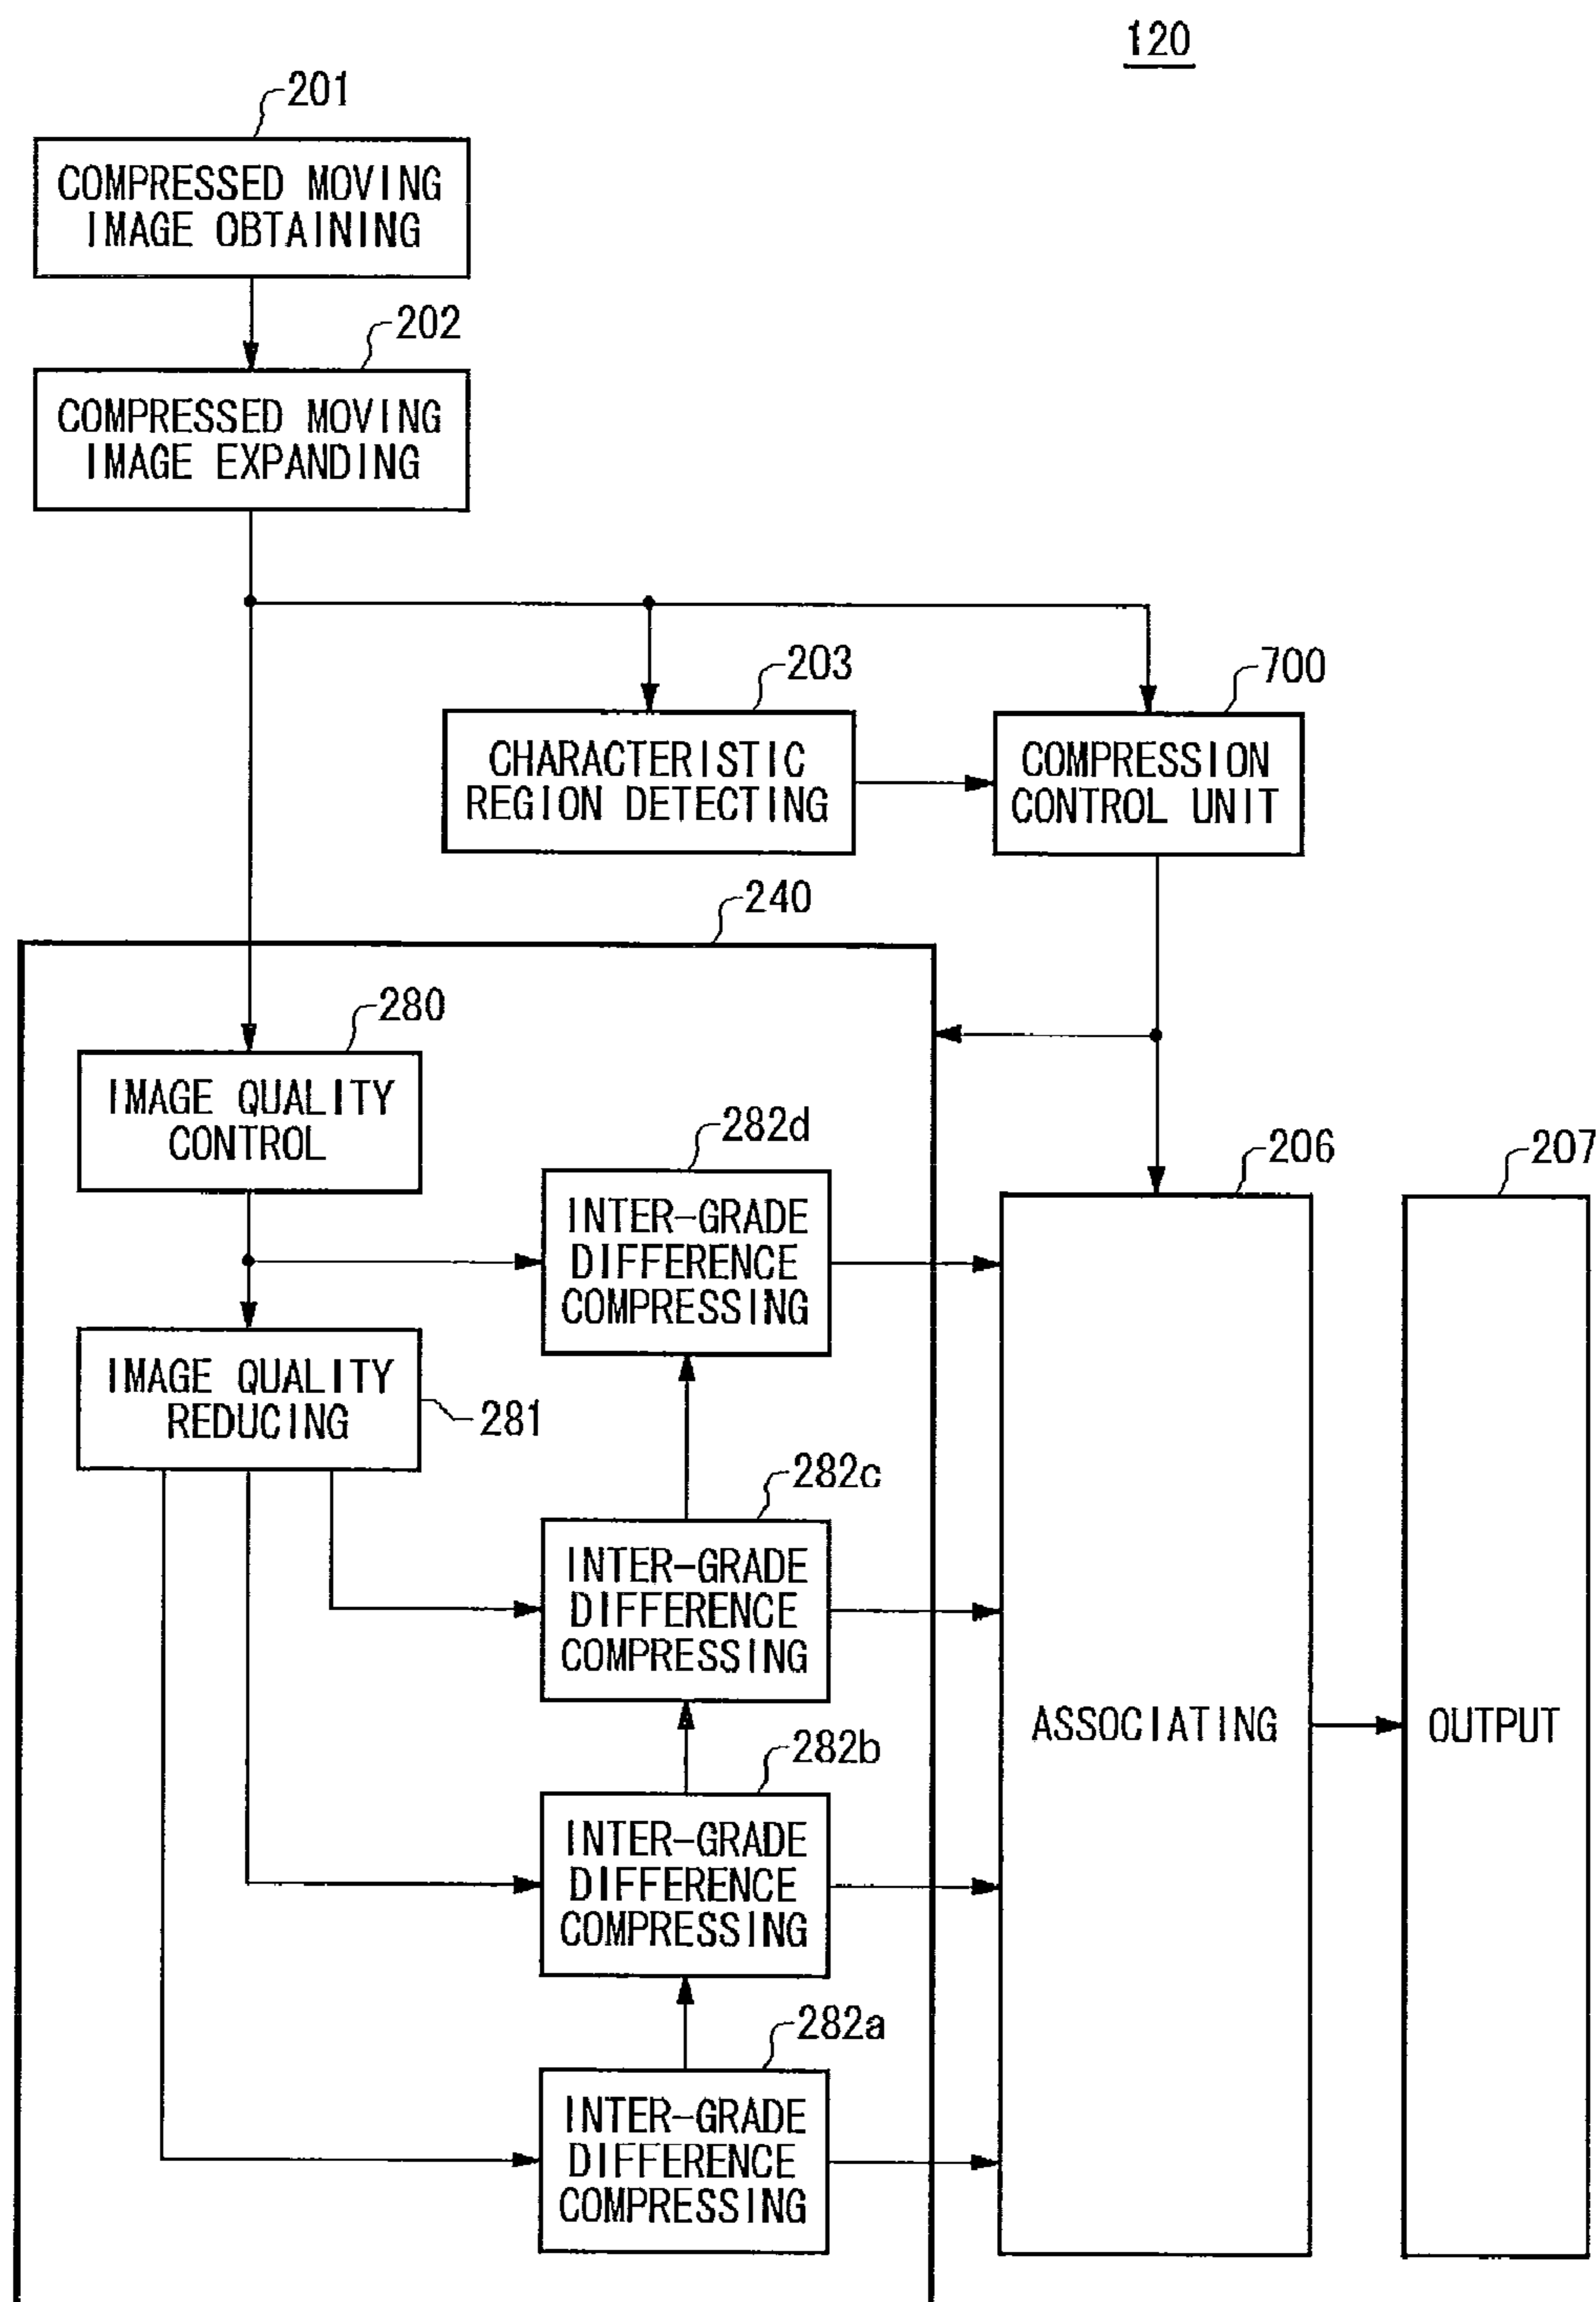 120
201
COMPRESSED MOVING
IMAGE OBTAINING
202
COMPRESSED MOVING
IMAGE EXPANDING
203
CHARACTERISTIC
REGION DETECTING
700
COMPRESSION
CONTROL UNIT
240
280
IMAGE QUALITY
CONTROL
282d
INTER-GRADE
DIFFERENCE
COMPRESSING
206
207
IMAGE QUALITY
REDUCING
281
282c
INTER-GRADE
DIFFERENCE
COMPRESSING
ASSOCIATING
OUTPUT
282b
INTER-GRADE
DIFFERENCE
COMPRESSING
282a
INTER-GRADE
DIFFERENCE
COMPRESSING